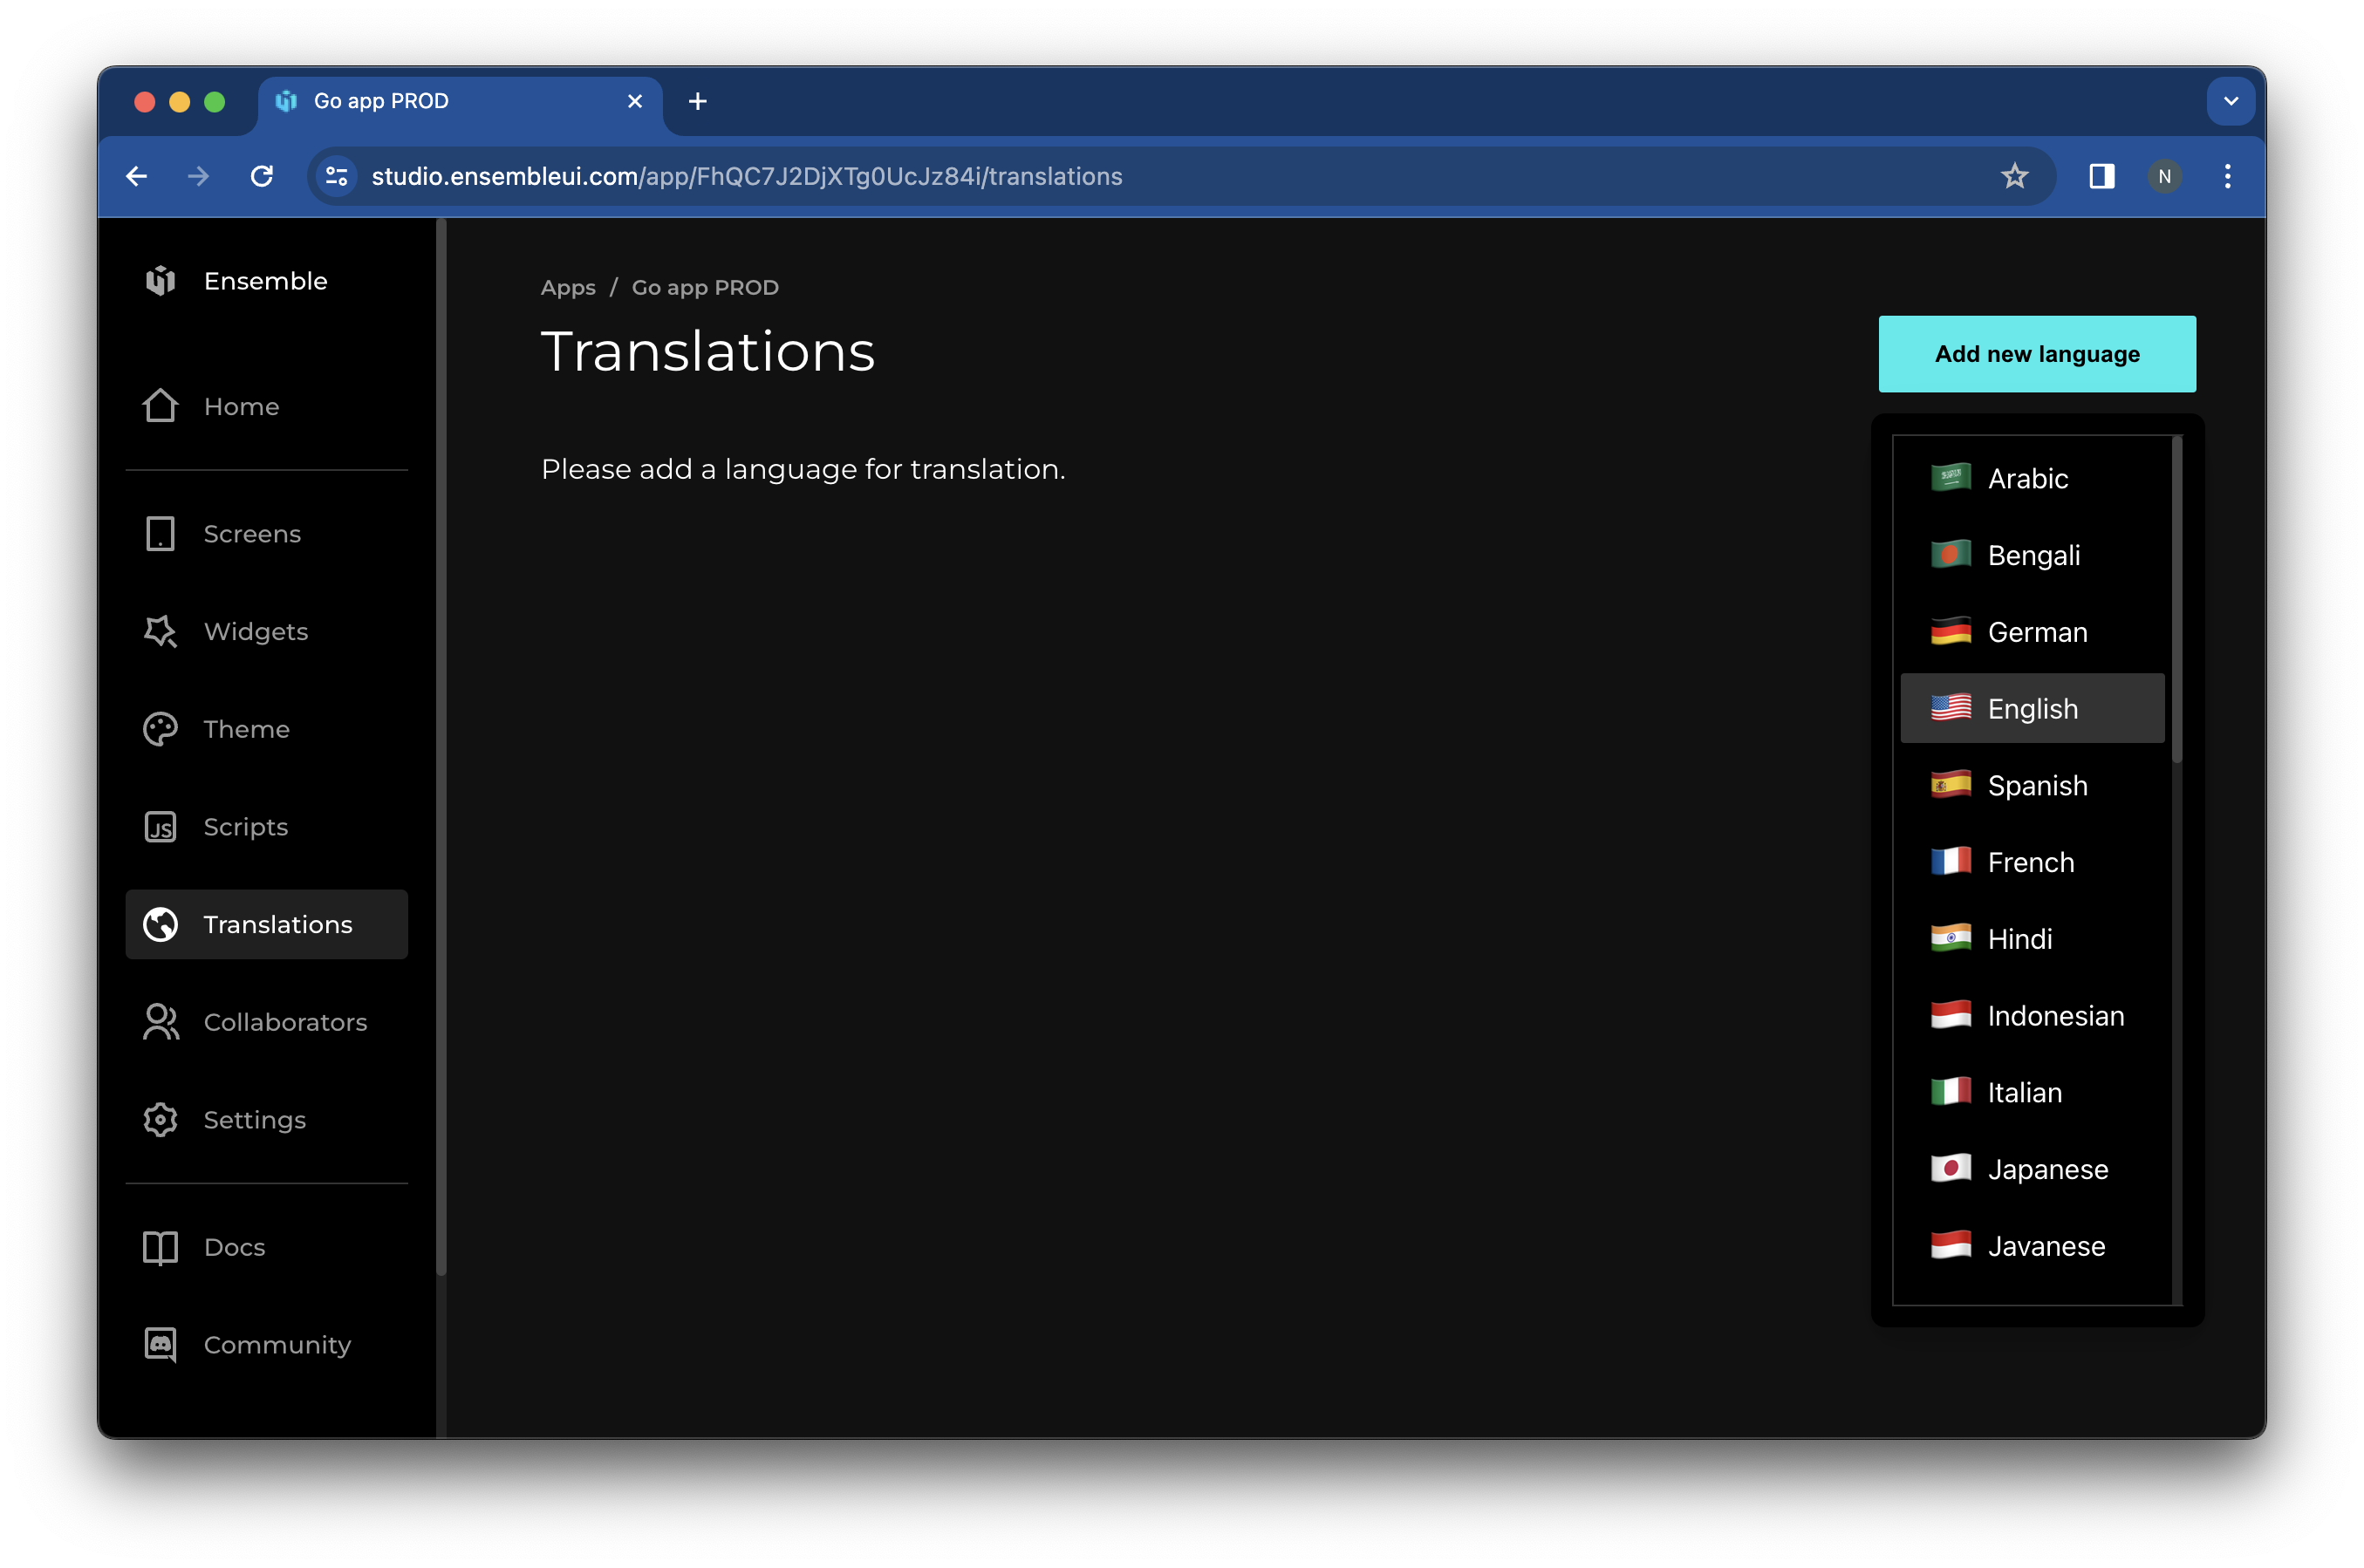 Go app PROD
studio.ensembleui.com/app/FhQC7J2DjXTg0UcJz84i/translations
N
Ensemble
Home
Screens
Widgets
Theme
JS
Scripts
Translations
Collaborators
Settings
Docs
Community
Apps / Go app PROD
Translations
Please add a language for translation.
Add new language
Arabic
Bengali
German
English
Spanish
French
Hindi
Indonesian
Italian
Japanese
Javanese